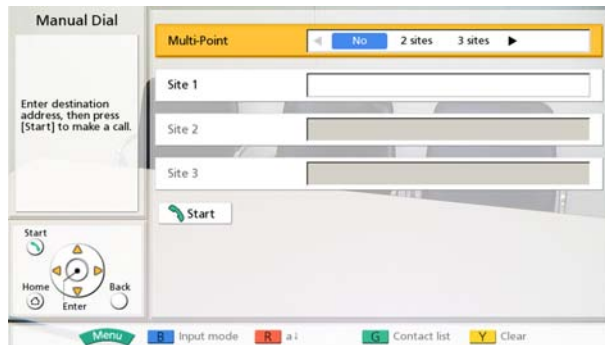 Manual Dial
Enter destination
address, then press
[Start] to make a call.
Multi-Point No 2 sites 3 sites
Site 1
Site 2
Site 3
Start
Start
Home
Back
Enter
Menu B Input mode R a↓ G Contact list Y Clear